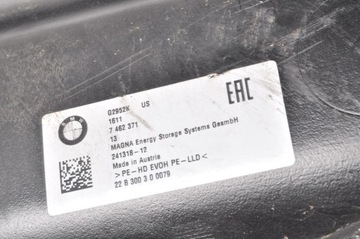 BMW
G2952K US
1611
7 462 371
13
MAGNA Energy Storage Systems GesmbH
241318-12
Made in Austria
>PE-HD EVOH PE-LLD<
22 B 300 3.0 0079
EAC